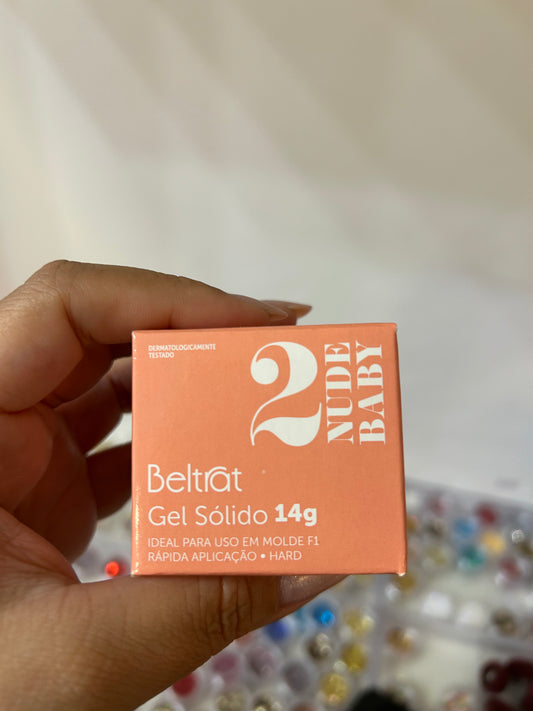 DERMATOLOGICAMENTE
TESTADO
2
NUDE
BABY
Beltrat
Gel Sólido 14g
IDEAL PARA USO EM MOLDE F1
RÁPIDA APLICAÇÃO • HARD